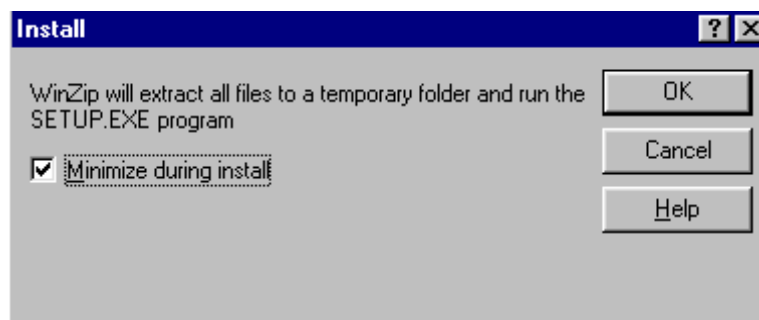 Install
WinZip will extract all files to a temporary folder and run the
SETUP.EXE program
Minimize during install
OK
Cancel
Help